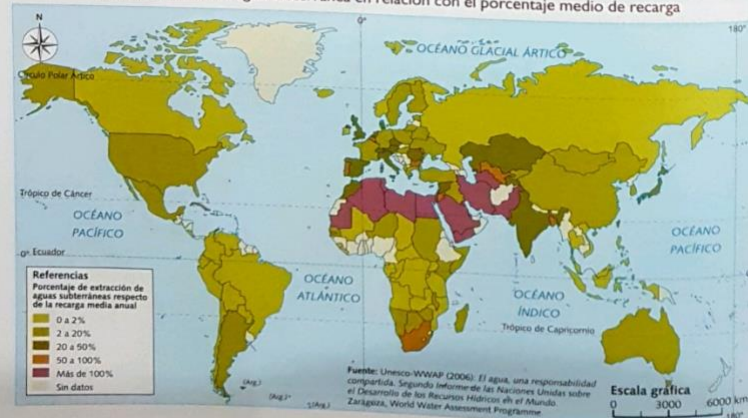 en relación con el porcentaje medio de recarga
N
0°
180°
OCÉANO GLACIAL ÁRTICO
Círculo Polar Ártico
Trópico de Cáncer
OCÉANO
PACÍFICO
OCÉANO
PACÍFICO
0° Ecuador
OCÉANO
ATLÁNTICO
OCÉANO
ÍNDICO
Trópico de Capricornio
Referencias
Porcentaje de extracción de
aguas subterráneas respecto
de la recarga media anual
0 a 2%
2 a 20%
20 a 50%
50 a 100%
Más de 100%
Sin datos
(Arg.)
(Arg.)
(Arg.)
Fuente: Unesco-WWAP (2006). El agua, una responsabilidad
compartida. Segundo Informe de las Naciones Unidas sobre
el Desarrollo de los Recursos Hídricos en el Mundo.
Zaragoza, World Water Assessment Programme
Escala gráfica
0 3000 6000 km